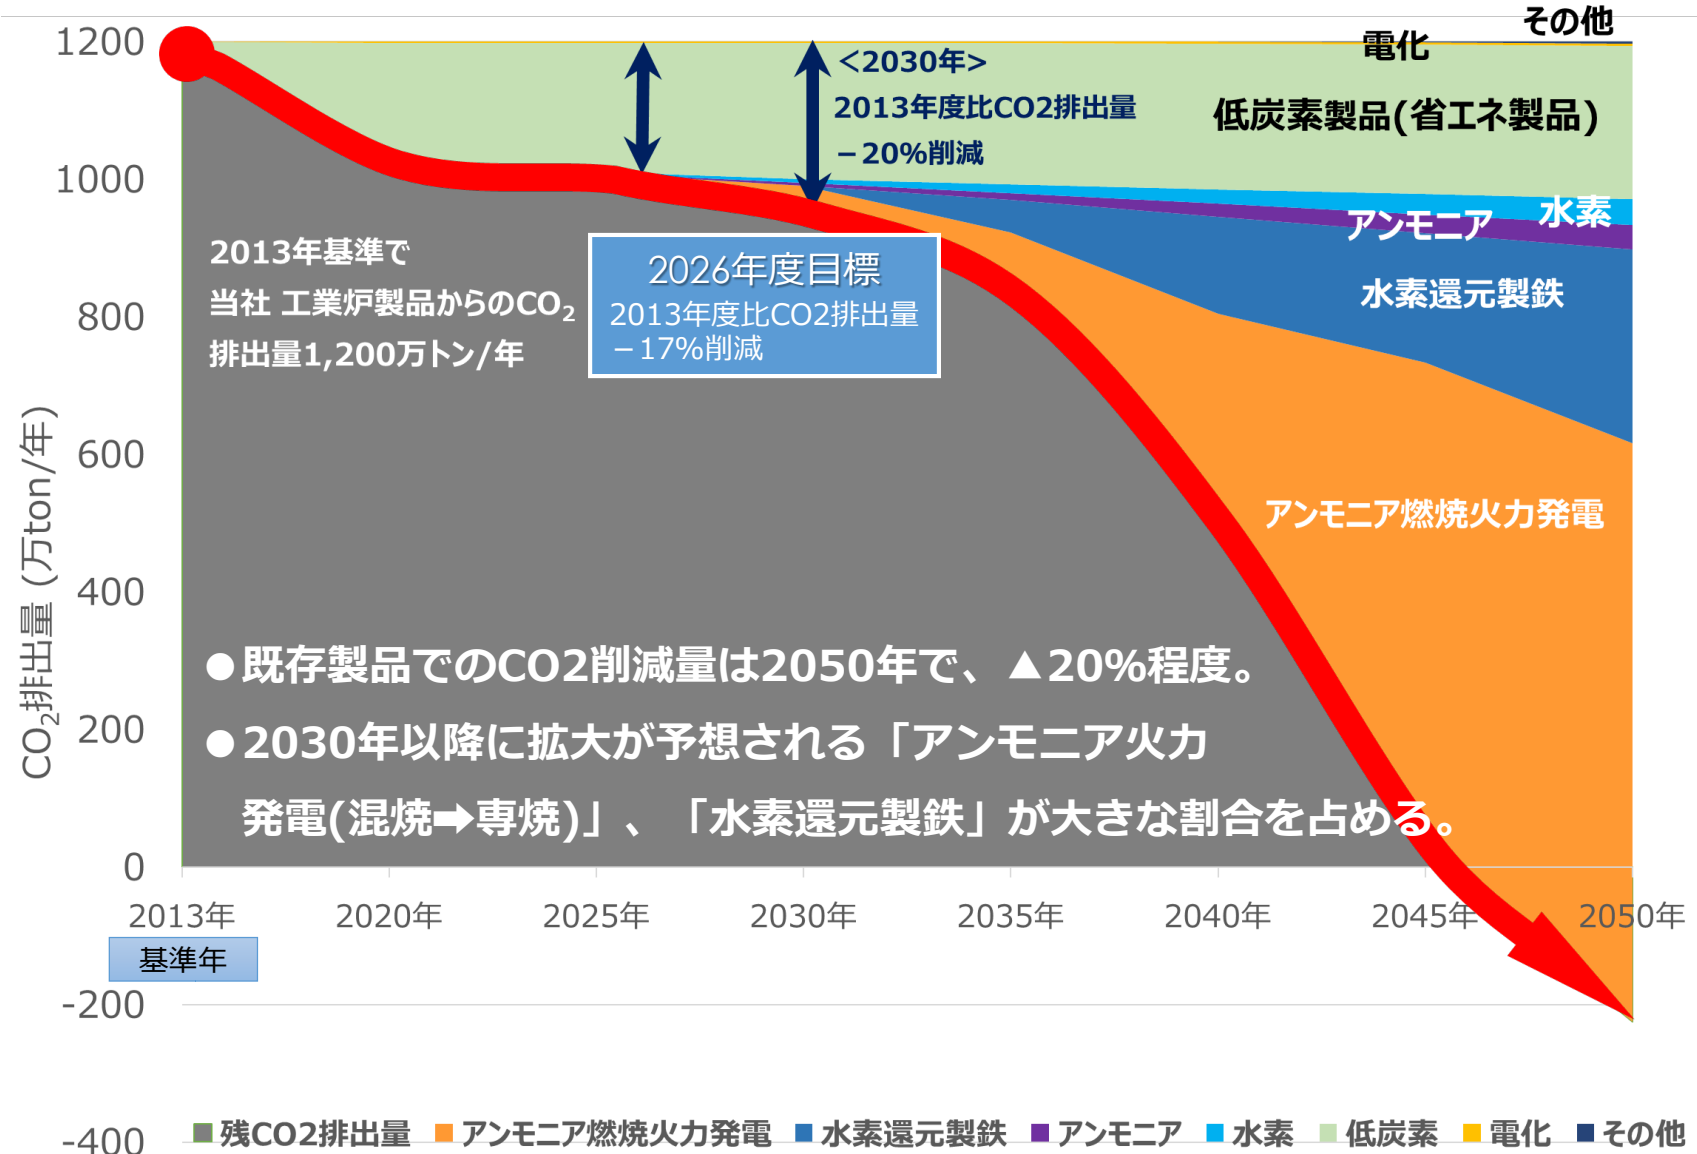 その他
電化
低炭素製品(省エネ製品)
水素
アンモニア
水素還元製鉄
アンモニア燃焼火力発電
<2030年>
2013年度比CO2排出量
－20%削減
2013年基準で
当社 工業炉製品からのCO₂
排出量1,200万トン/年
2026年度目標
2013年度比CO2排出量
－17%削減
●既存製品でのCO2削減量は2050年で、▲20%程度。
●2030年以降に拡大が予想される「アンモニア火力
発電(混焼➡専焼)」、「水素還元製鉄」が大きな割合を占める。
CO₂排出量 (万ton/年)
1200
1000
800
600
400
200
0
-200
-400
2013年 2020年 2025年 2030年 2035年 2040年 2045年 2050年
基準年
残CO2排出量 アンモニア燃焼火力発電 水素還元製鉄 アンモニア 水素 低炭素 電化 その他